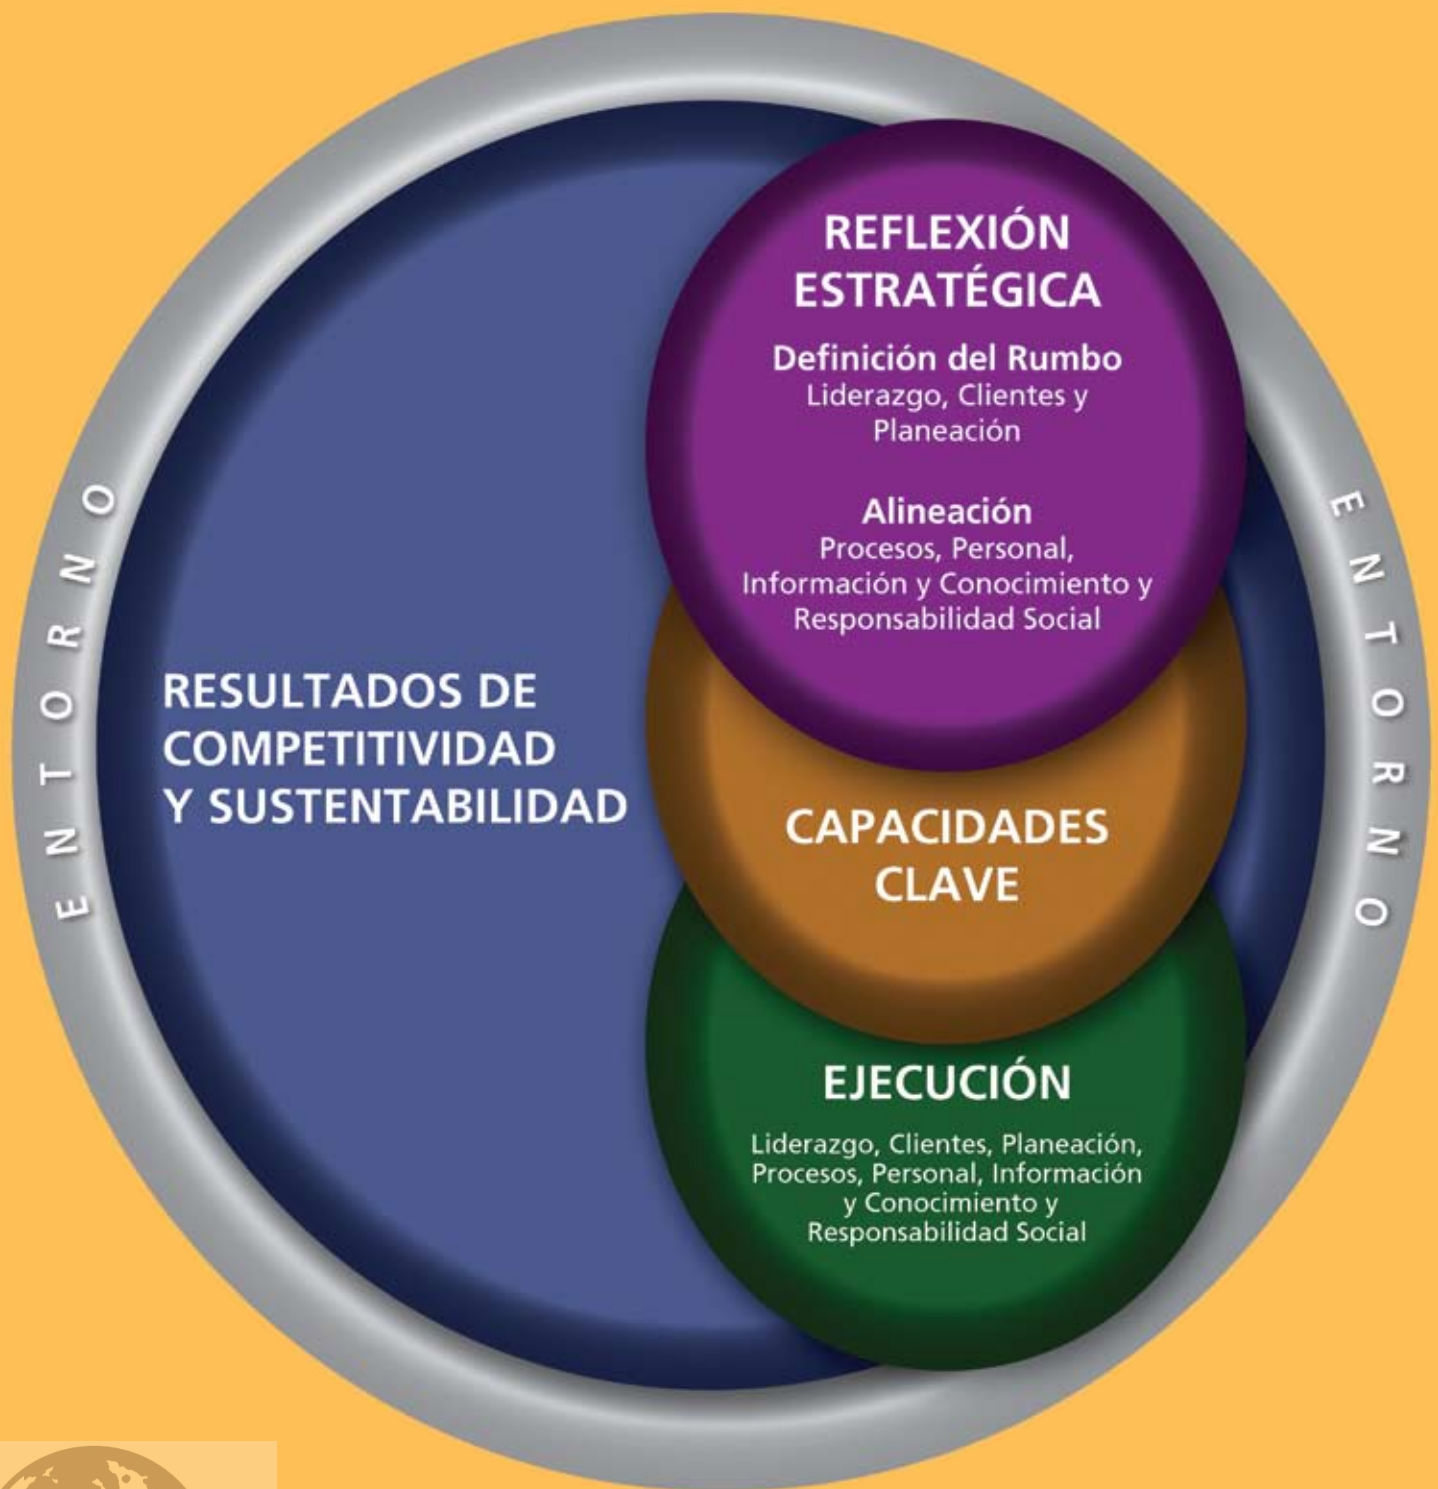 REFLEXIÓN
ESTRATÉGICA
Definición del Rumbo
Liderazgo, Clientes y
Planeación
Alineación
Procesos, Personal,
Información y Conocimiento y
Responsabilidad Social
ENTORNO
RESULTADOS DE
COMPETITIVIDAD
Y SUSTENTABILIDAD
CAPACIDADES
CLAVE
ENTORNO
EJECUCIÓN
Liderazgo, Clientes, Planeación,
Procesos, Personal, Información
y Conocimiento y
Responsabilidad Social